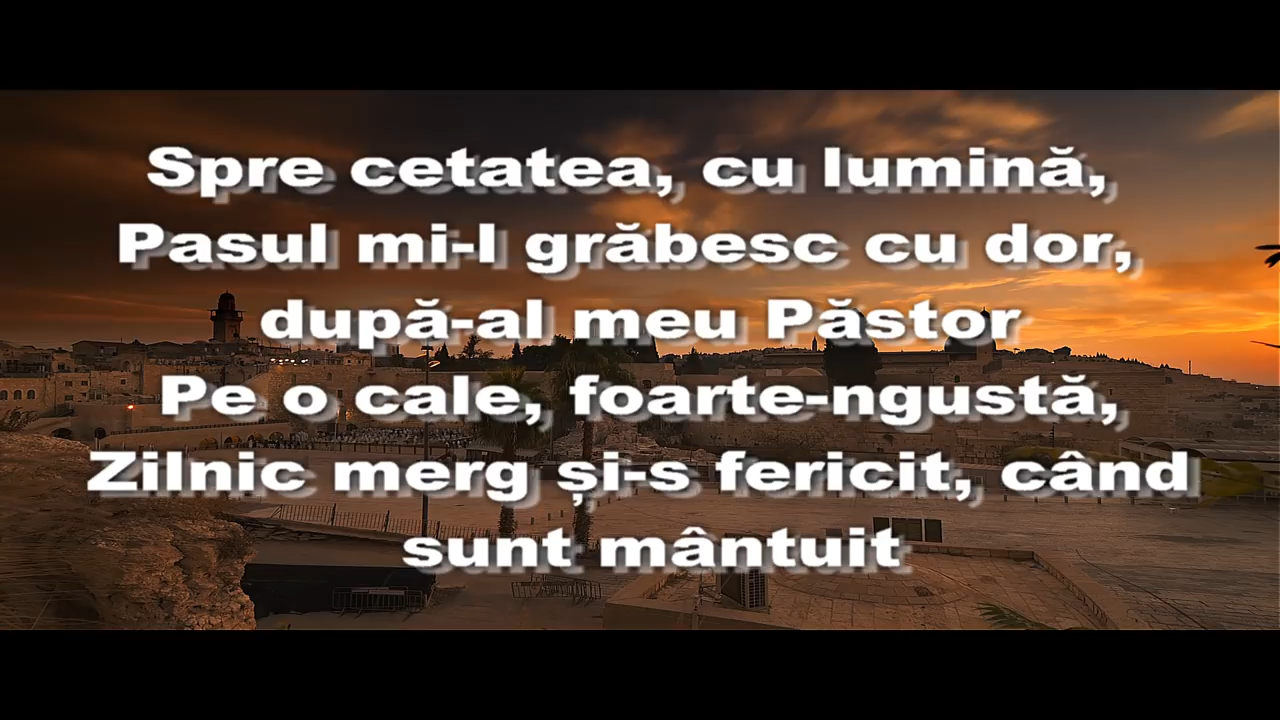 Spre cetatea, cu lumină,
Pasul mi-l grăbesc cu dor,
după-al meu Păstor
Pe o cale, foarte-ngustă,
Zilnic merg și-s fericit, când
sunt mântuit